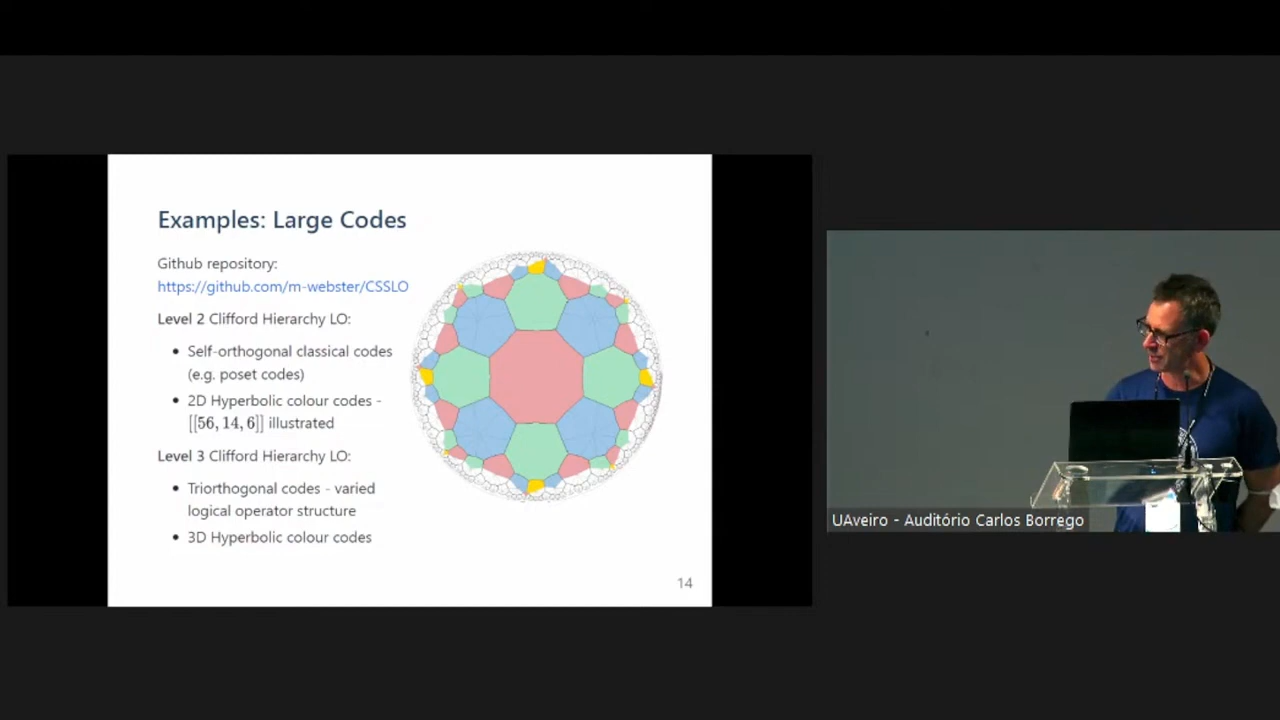 Examples: Large Codes
Github repository:
https://github.com/m-webster/CSSLO
Level 2 Clifford Hierarchy LO:
• Self-orthogonal classical codes
(e.g. poset codes)
• 2D Hyperbolic colour codes -
[[56, 14, 6]] illustrated
Level 3 Clifford Hierarchy LO:
• Triorthogonal codes - varied
logical operator structure
• 3D Hyperbolic colour codes
14
UAveiro - Auditório Carlos Borrego